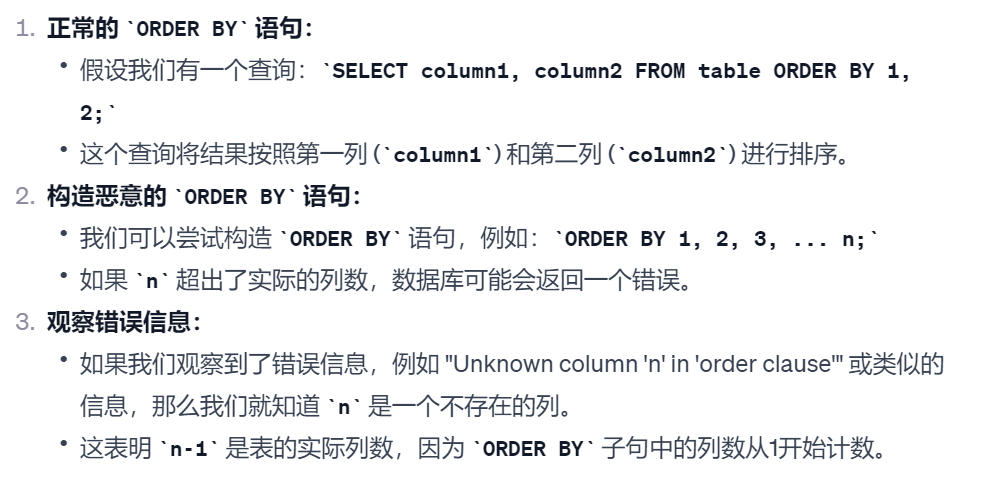 1. 正常的 `ORDER BY` 语句：
• 假设我们有一个查询：`SELECT column1, column2 FROM table ORDER BY 1,
2;`
• 这个查询将结果按照第一列 (`column1`) 和第二列 (`column2`) 进行排序。
2. 构造恶意的 `ORDER BY` 语句：
• 我们可以尝试构造 `ORDER BY` 语句，例如：`ORDER BY 1, 2, 3, ... n;`
• 如果 `n` 超出了实际的列数，数据库可能会返回一个错误。
3. 观察错误信息：
• 如果我们观察到了错误信息，例如 "Unknown column 'n' in 'order clause'" 或类似的
信息，那么我们就知道 `n` 是一个不存在的列。
• 这表明 `n-1` 是表的实际列数，因为 `ORDER BY` 子句中的列数从1开始计数。